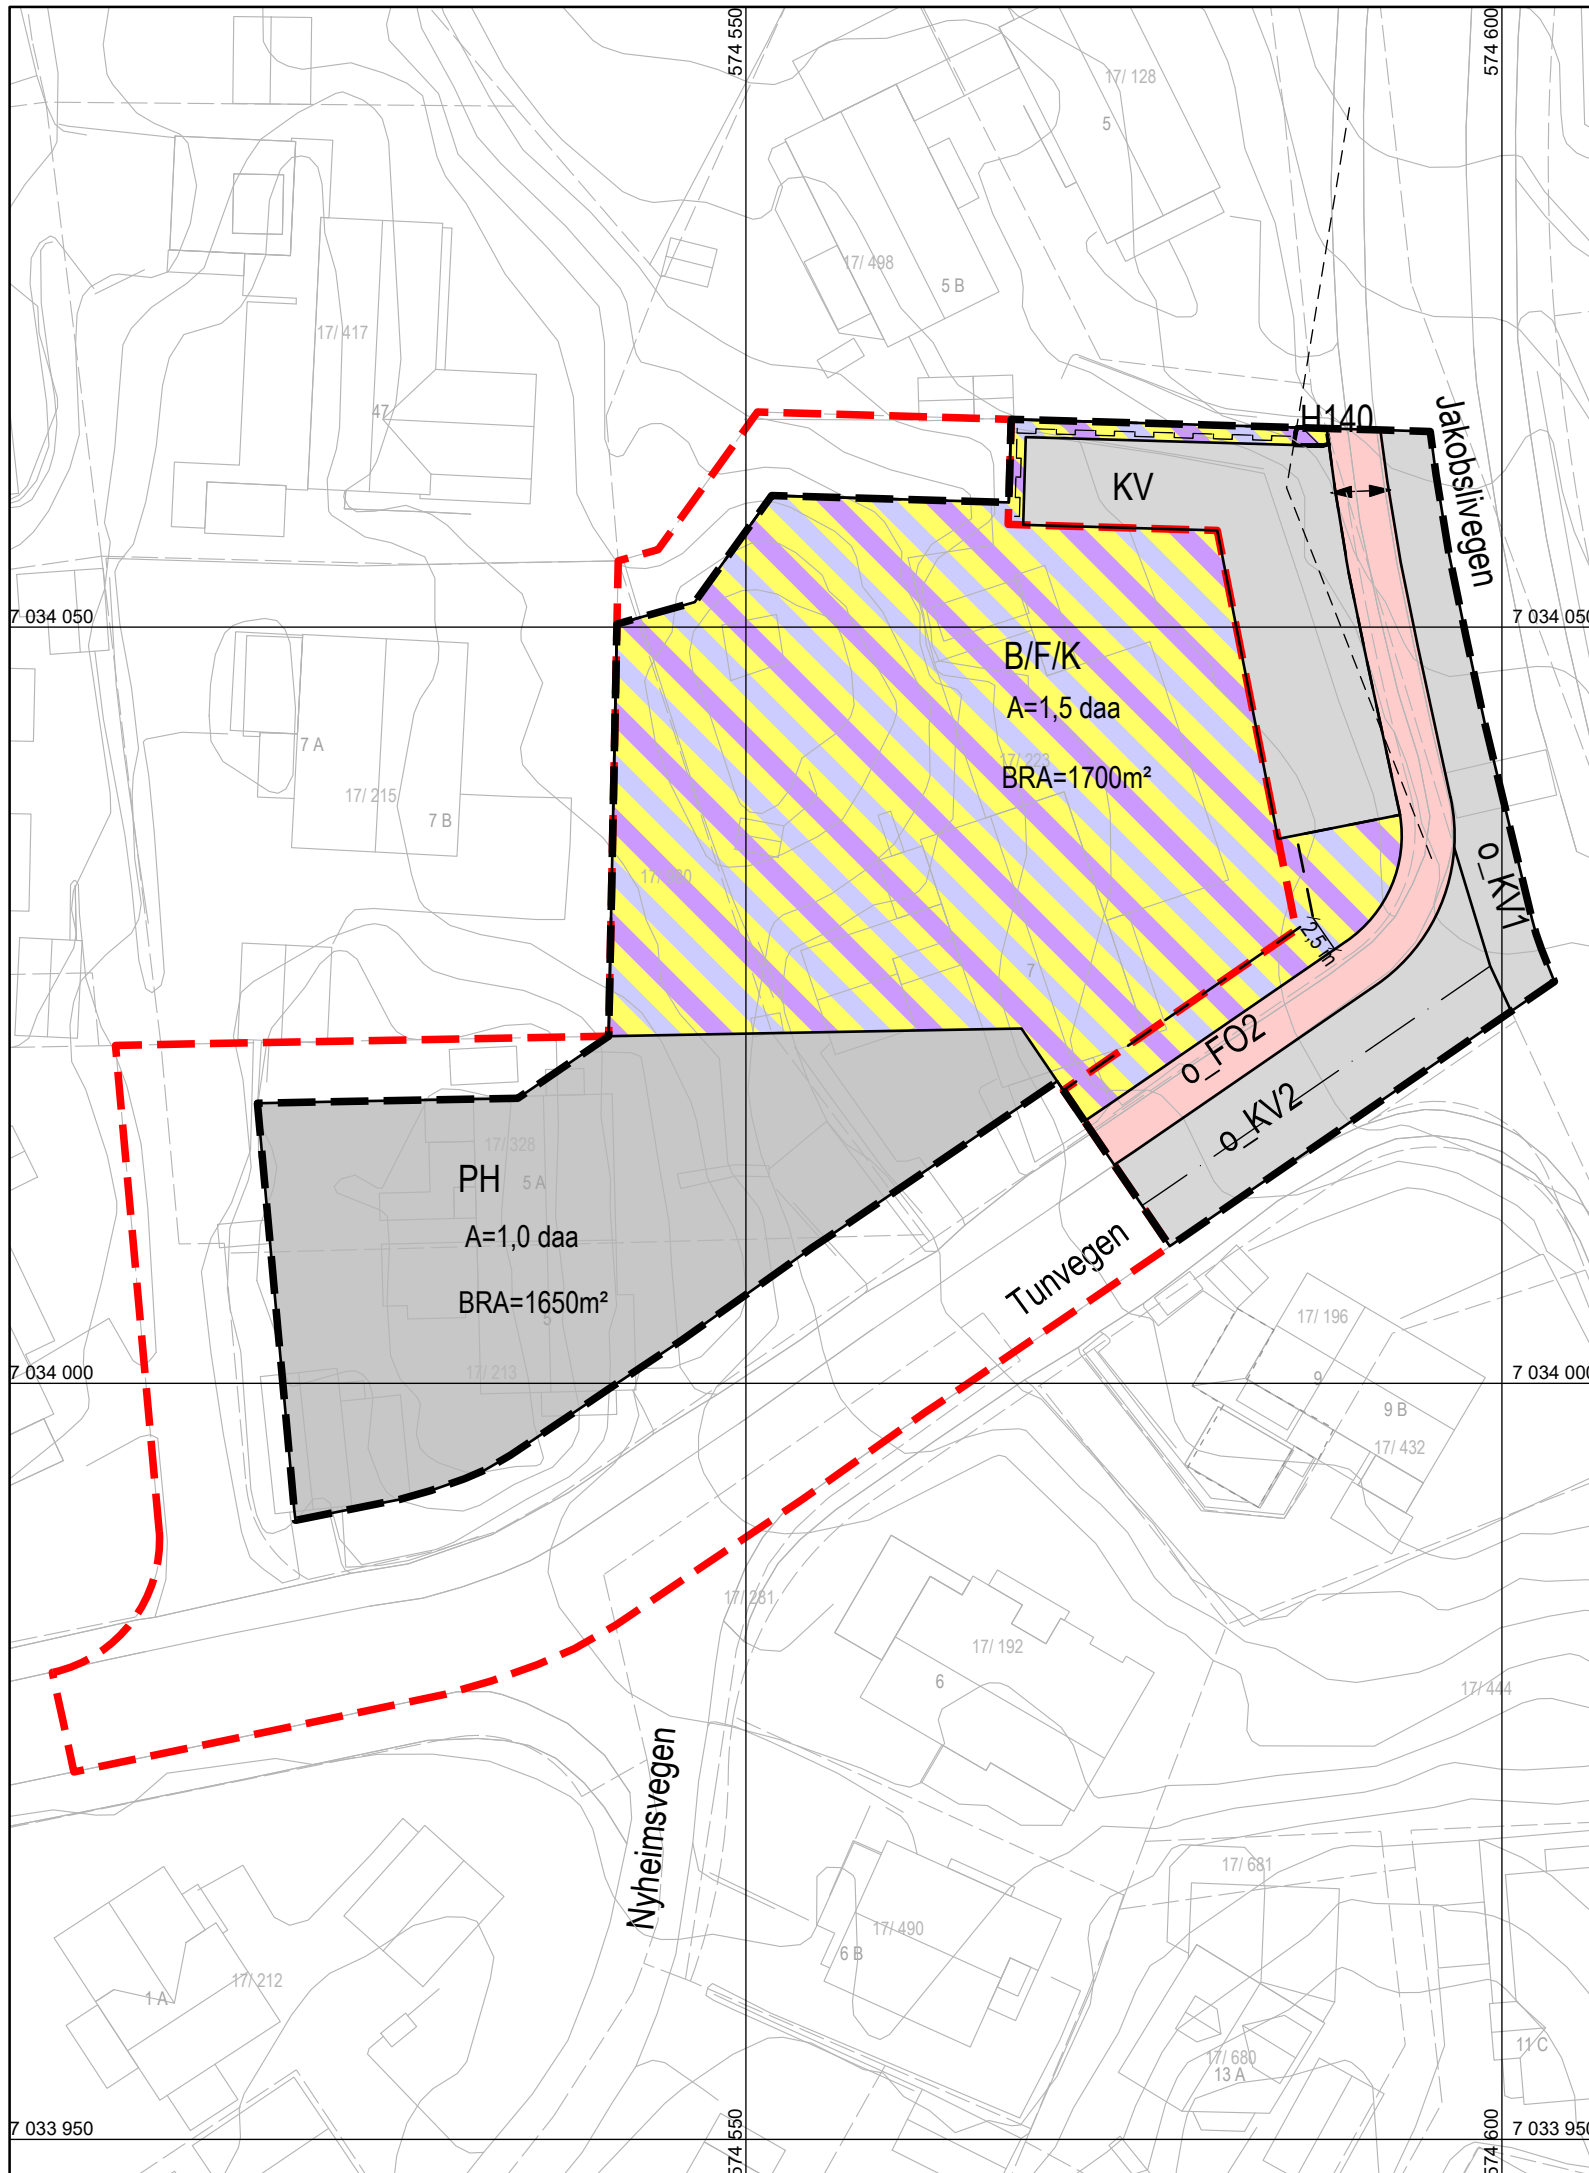 574 550
574 600
17/ 128
5
17/ 498
5 B
17/ 417
47
H140
Jakobslivegen
KV
7 034 050
7 034 050
B/F/K
A=1,5 daa
17/ 223
BRA=1700m²
7 A
17/ 215
7 B
o_KV1
2,5 m
7
o_FO2
o_KV2
17/ 328
PH
5 A
A=1,0 daa
BRA=1650m²
5
Tunvegen
17/ 196
17/ 213
7 034 000
7 034 000
9
9 B
17/ 432
17/ 281
17/ 192
6
17/ 444
Nyheimsvegen
17/ 681
17/ 490
6 B
17/ 212
1 A
11 C
17/ 680
13 A
7 033 950
7 033 950
574 550
574 600